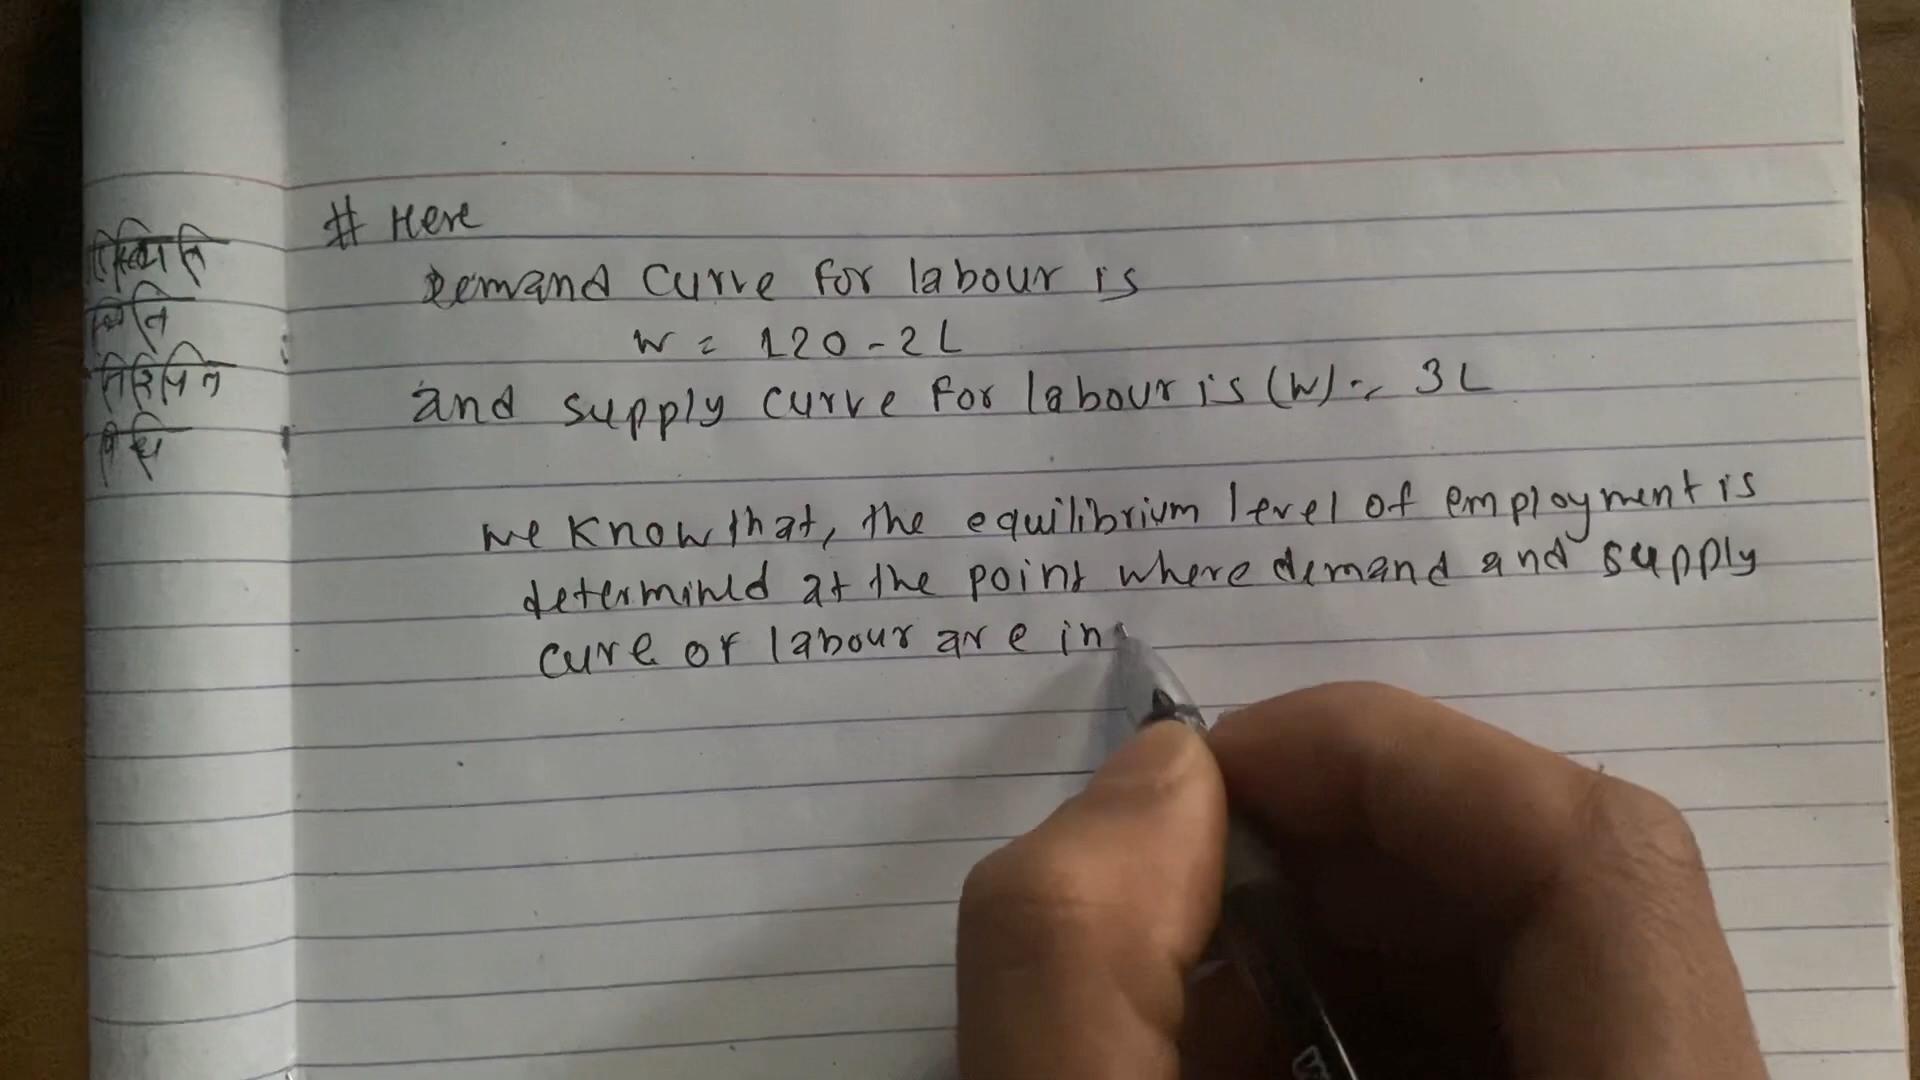 # Here
Demand curve for labour is
W = 120 - 2L
and supply curve for labour is (W) = 3L
we know that, the equilibrium level of employment is
determined at the point where demand and supply
cure of labour are in